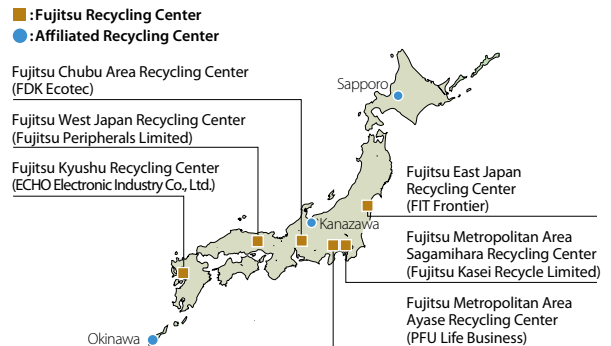 :Fujitsu Recycling Center
:Affiliated Recycling Center
Fujitsu Chubu Area Recycling Center
(FDK Ecotec)
Fujitsu West Japan Recycling Center
(Fujitsu Peripherals Limited)
Fujitsu Kyushu Recycling Center
(ECHO Electronic Industry Co., Ltd.)
Sapporo
Kanazawa
Okinawa
Fujitsu East Japan
Recycling Center
(FIT Frontier)
Fujitsu Metropolitan Area
Sagamihara Recycling Center
(Fujitsu Kasei Recycle Limited)
Fujitsu Metropolitan Area
Ayase Recycling Center
(PFU Life Business)